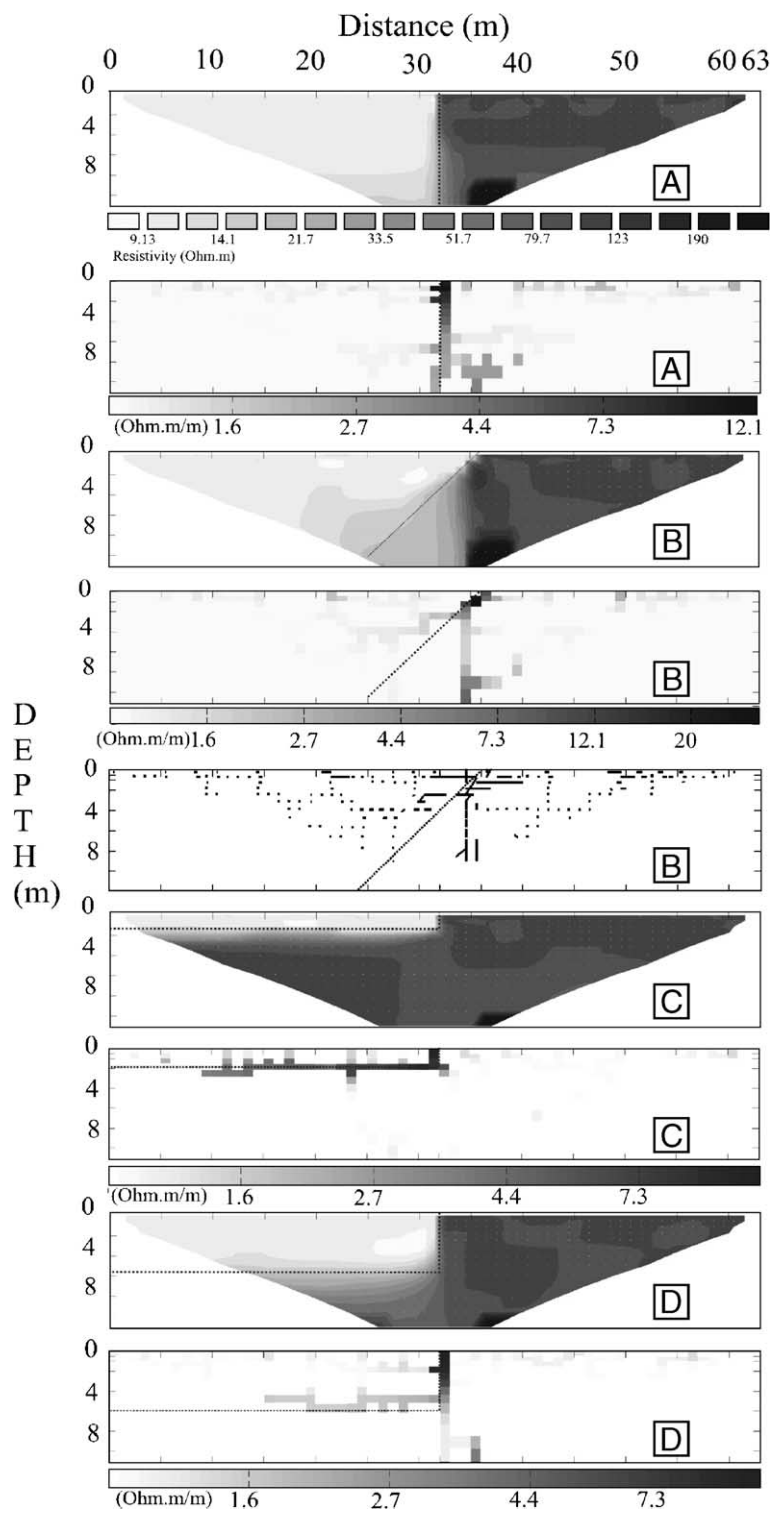 Distance (m)
0 10 20 30 32 40 50 60 63
0
4
8
A
9.13 14.1 21.7 33.5 51.7 79.7 123 190
Resistivity (Ohm.m)
0
4
8
A
(Ohm.m/m) 1.6 2.7 4.4 7.3 12.1
0
4
8
B
0
4
8
B
(Ohm.m/m) 1.6 2.7 4.4 7.3 12.1 20
DEPTH (m)
0
4
8
B
0
4
8
C
0
4
8
C
(Ohm.m/m) 1.6 2.7 4.4 7.3
0
4
8
D
0
4
8
D
(Ohm.m/m) 1.6 2.7 4.4 7.3